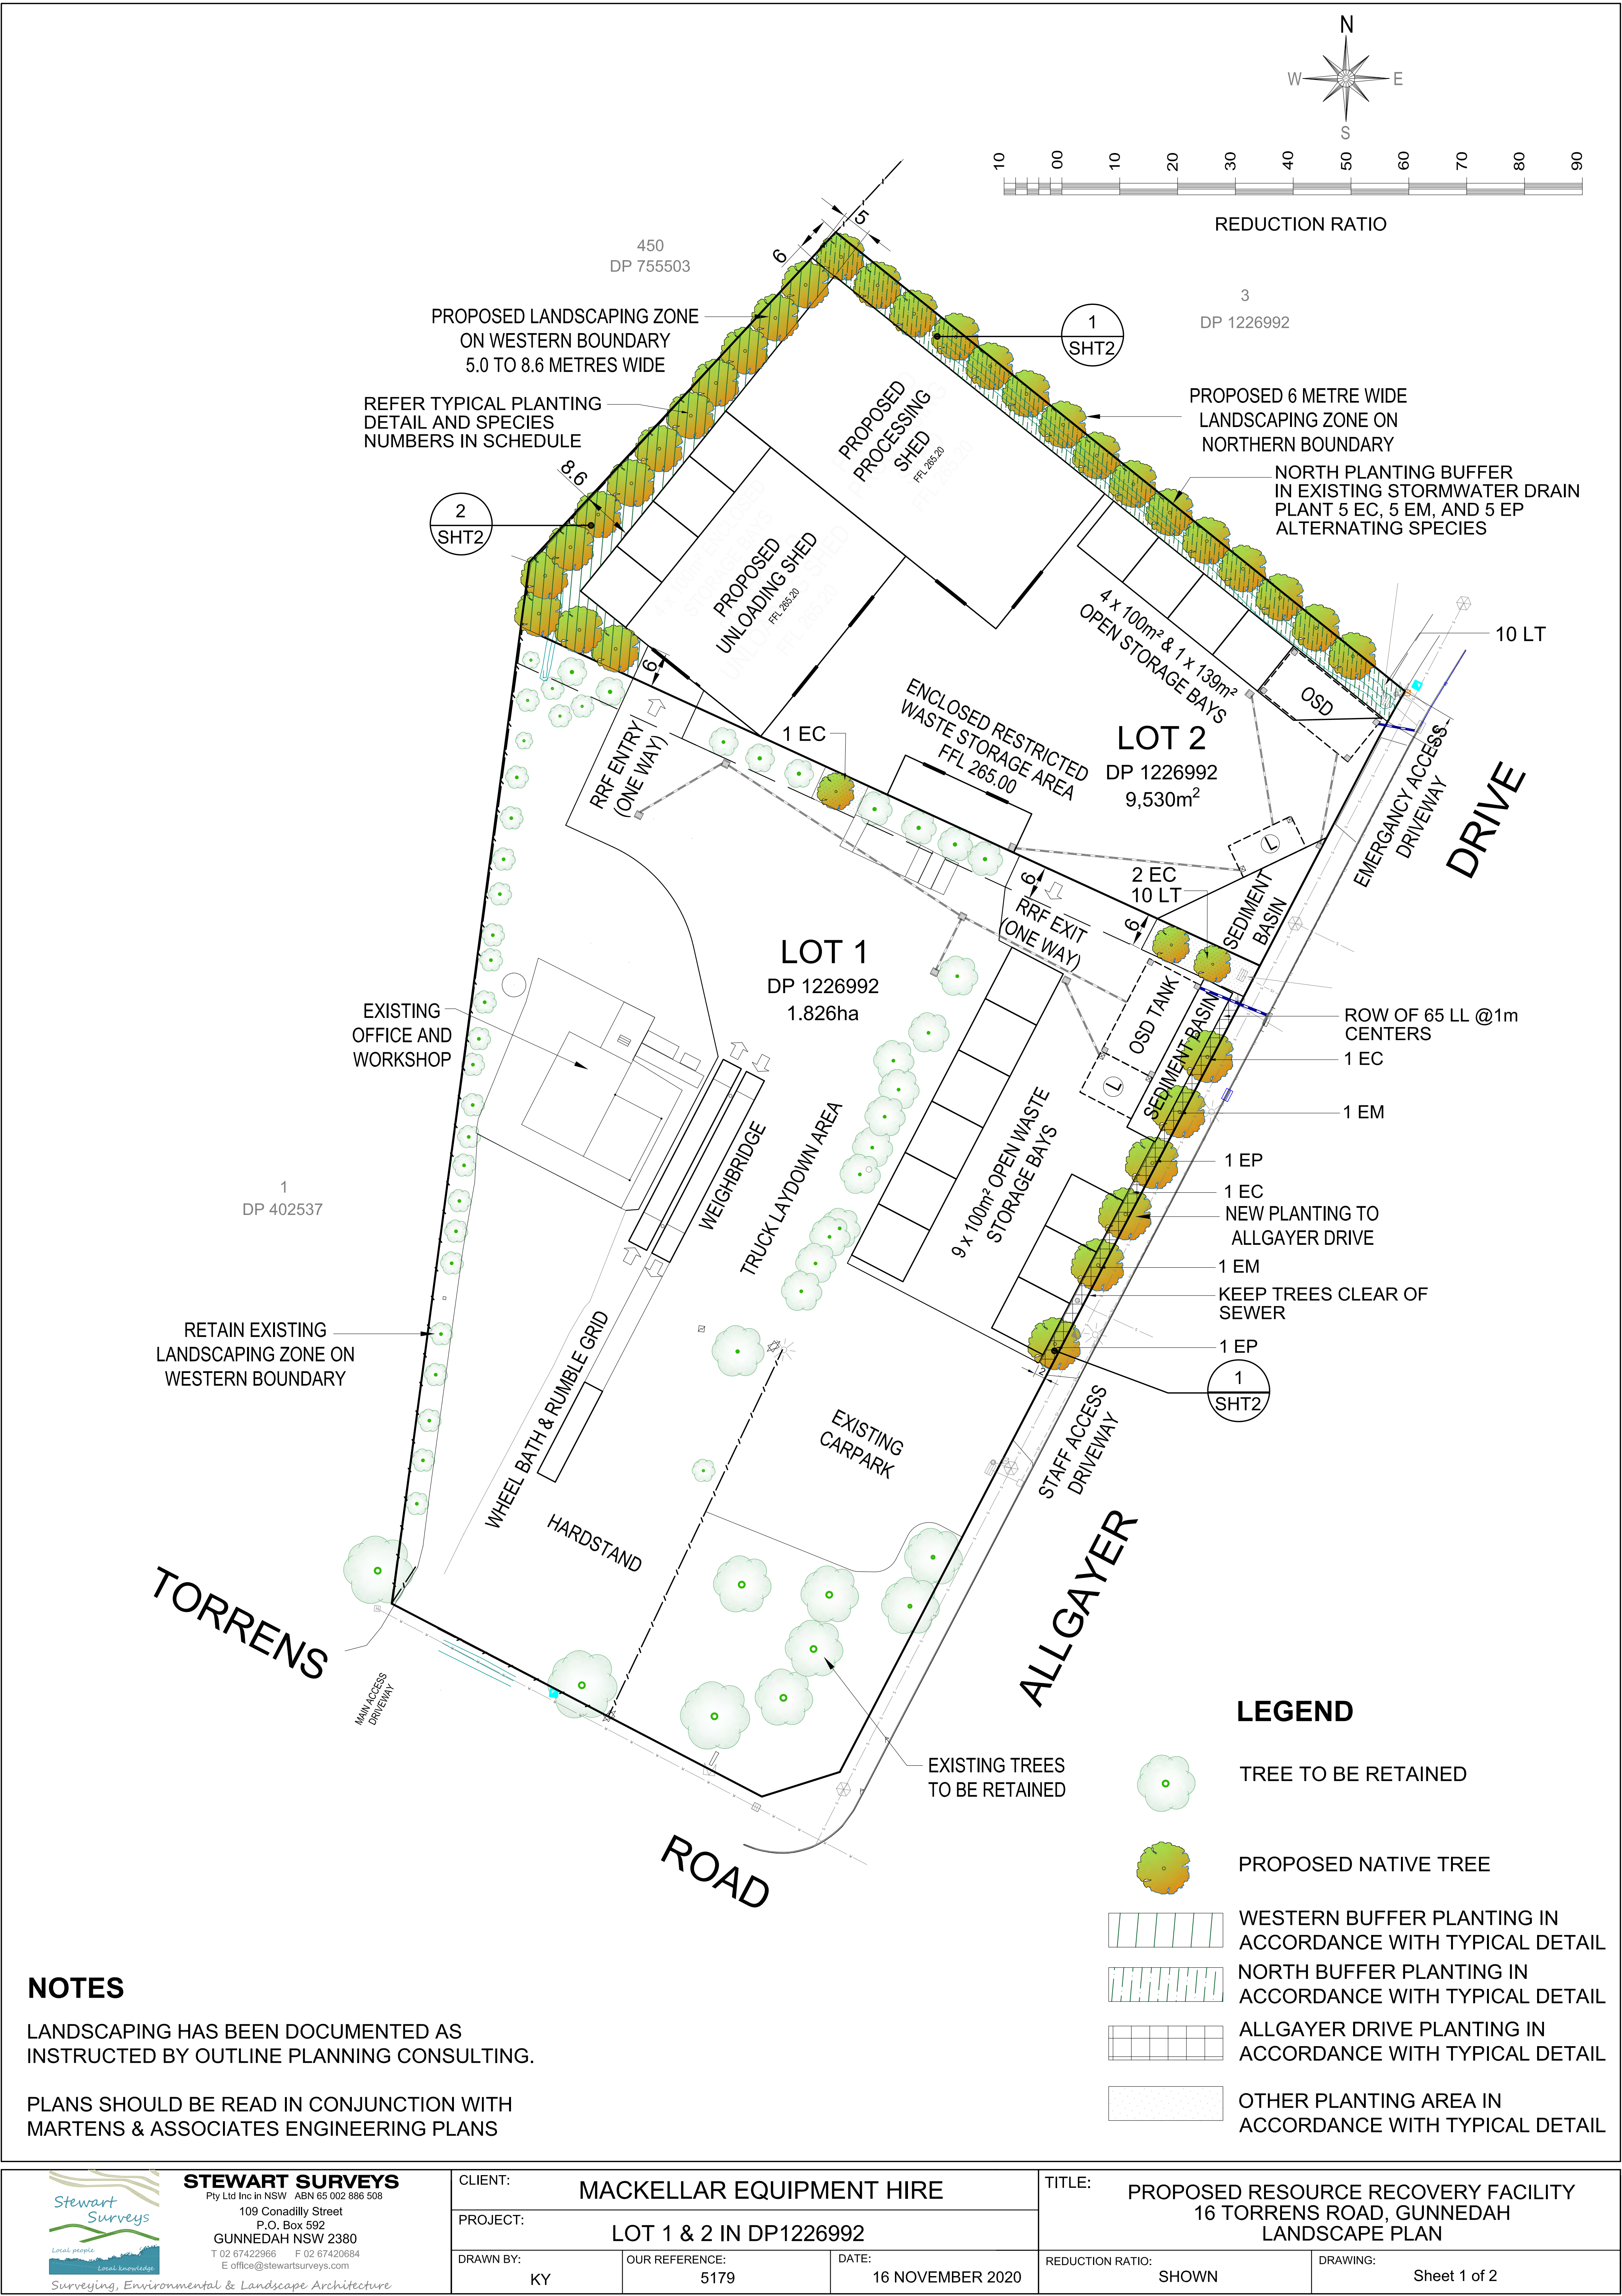 N
W
E
S
10
00
10
20
30
40
50
60
70
80
90
REDUCTION RATIO
450
DP 755503
5
6
3
DP 1226992
PROPOSED LANDSCAPING ZONE
ON WESTERN BOUNDARY
5.0 TO 8.6 METRES WIDE
1
SHT2
REFER TYPICAL PLANTING
DETAIL AND SPECIES
NUMBERS IN SCHEDULE
PROPOSED 6 METRE WIDE
LANDSCAPING ZONE ON
NORTHERN BOUNDARY
PROPOSED
PROCESSING
SHED
FFL 265.20
8.6
NORTH PLANTING BUFFER
IN EXISTING STORMWATER DRAIN
PLANT 5 EC, 5 EM, AND 5 EP
ALTERNATING SPECIES
2
SHT2
PROPOSED
UNLOADING SHED
FFL 265.20
4 x 100m² & 1 x 139m²
OPEN STORAGE BAYS
10 LT
6
OSD
RRF ENTRY
(ONE WAY)
1 EC
ENCLOSED RESTRICTED
WASTE STORAGE AREA
FFL 265.00
LOT 2
DP 1226992
9,530m²
EMERGANCY ACCESS
DRIVEWAY
DRIVE
L
6
RRF EXIT
(ONE WAY)
2 EC
10 LT
6
SEDIMENT
BASIN
LOT 1
DP 1226992
1.826ha
EXISTING
OFFICE AND
WORKSHOP
OSD TANK
L
SEDIMENT BASIN
ROW OF 65 LL @1m
CENTERS
1 EC
1 EM
WEIGHBRIDGE
TRUCK LAYDOWN AREA
9 x 100m² OPEN WASTE
STORAGE BAYS
1 EP
1 EC
NEW PLANTING TO
ALLGAYER DRIVE
1 EM
KEEP TREES CLEAR OF
SEWER
1 EP
1
SHT2
2
1
DP 402537
RETAIN EXISTING
LANDSCAPING ZONE ON
WESTERN BOUNDARY
WHEEL BATH & RUMBLE GRID
EXISTING
CARPARK
STAFF ACCESS
DRIVEWAY
HARDSTAND
TORRENS
ALLGAYER
MAIN ACCESS
DRIVEWAY
EXISTING TREES
TO BE RETAINED
ROAD
LEGEND
TREE TO BE RETAINED
PROPOSED NATIVE TREE
WESTERN BUFFER PLANTING IN
ACCORDANCE WITH TYPICAL DETAIL
NORTH BUFFER PLANTING IN
ACCORDANCE WITH TYPICAL DETAIL
ALLGAYER DRIVE PLANTING IN
ACCORDANCE WITH TYPICAL DETAIL
OTHER PLANTING AREA IN
ACCORDANCE WITH TYPICAL DETAIL
NOTES
LANDSCAPING HAS BEEN DOCUMENTED AS
INSTRUCTED BY OUTLINE PLANNING CONSULTING.
PLANS SHOULD BE READ IN CONJUNCTION WITH
MARTENS & ASSOCIATES ENGINEERING PLANS
Stewart
Surveys
Local people
Local knowledge
STEWART SURVEYS
Pty Ltd Inc in NSW ABN 65 002 886 508
109 Conadilly Street
P.O. Box 592
GUNNEDAH NSW 2380
T 02 67422966 F 02 67420684
E office@stewartsurveys.com
Surveying, Environmental & Landscape Architecture
CLIENT:
MACKELLAR EQUIPMENT HIRE
PROJECT:
LOT 1 & 2 IN DP1226992
DRAWN BY:
KY
OUR REFERENCE:
5179
DATE:
16 NOVEMBER 2020
TITLE:
PROPOSED RESOURCE RECOVERY FACILITY
16 TORRENS ROAD, GUNNEDAH
LANDSCAPE PLAN
REDUCTION RATIO:
SHOWN
DRAWING:
Sheet 1 of 2